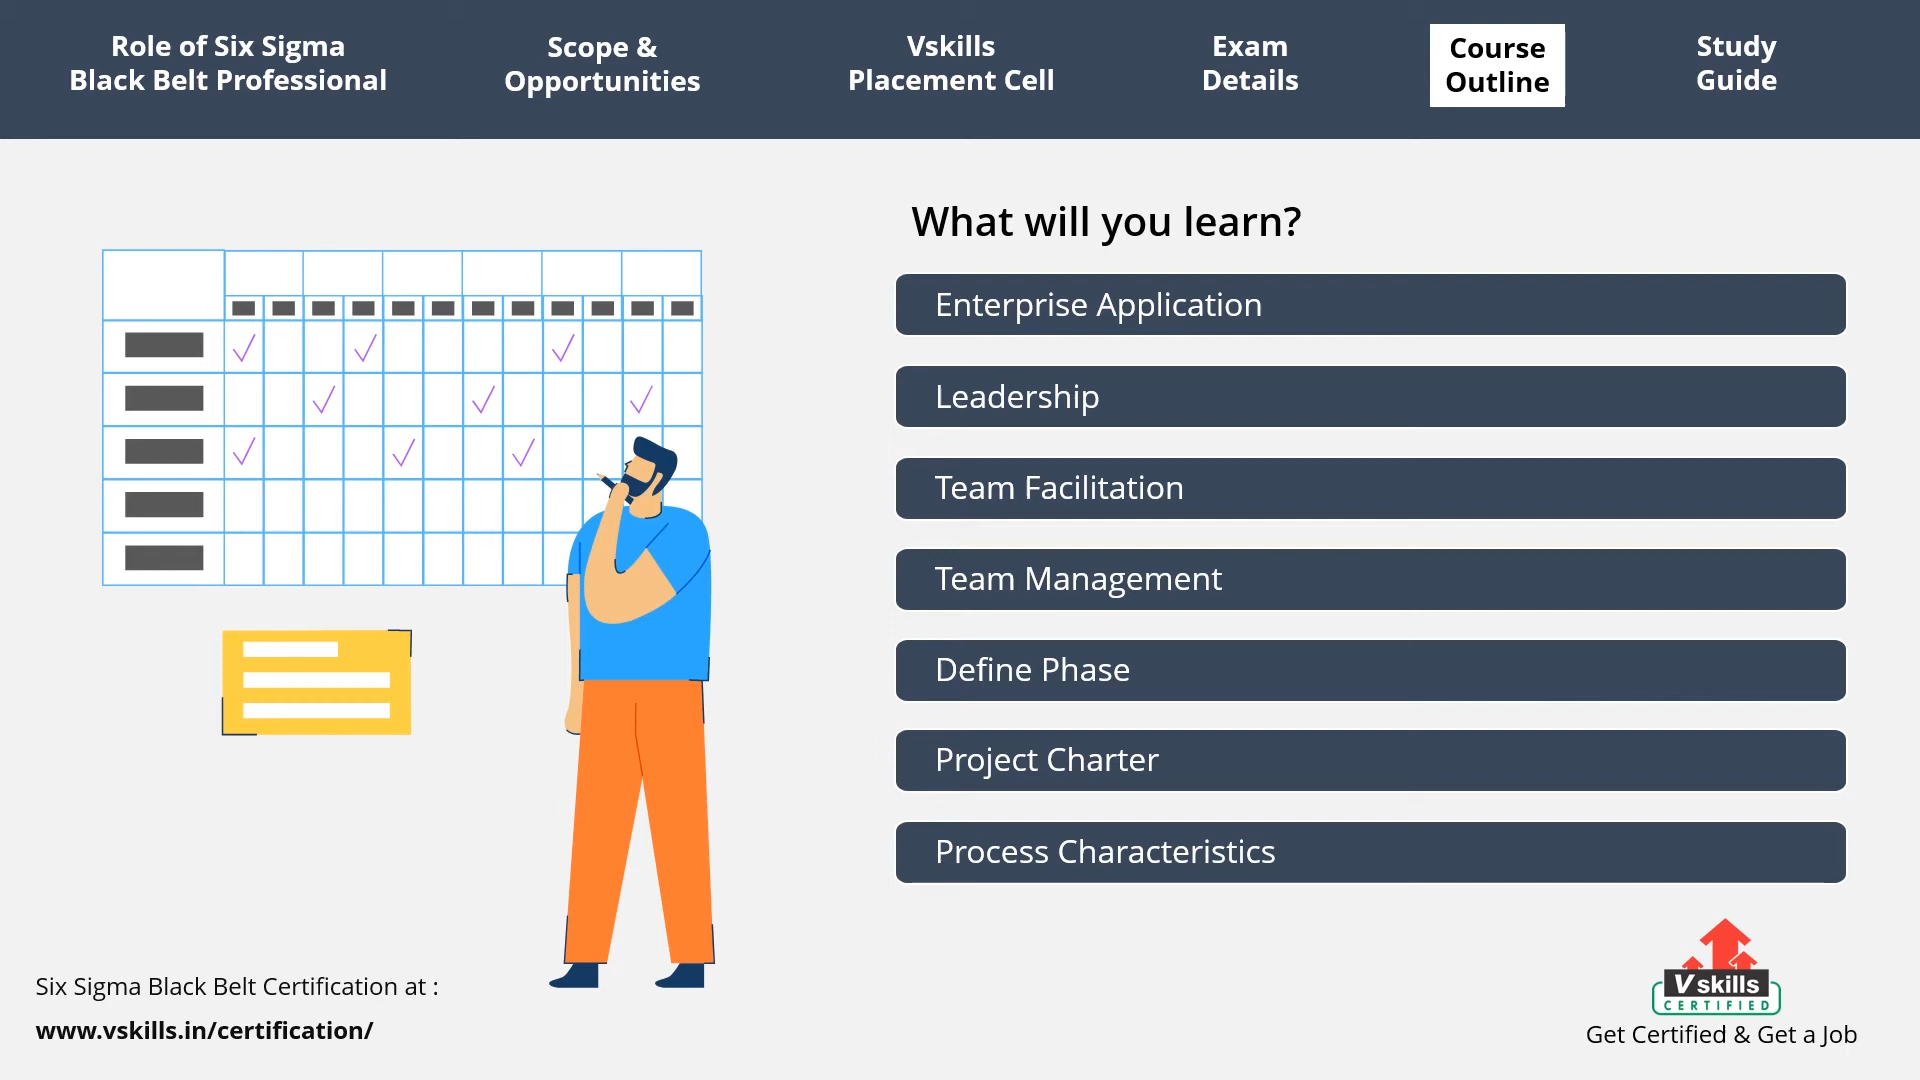 Role of Six Sigma
Black Belt Professional
Scope &
Opportunities
Vskills
Placement Cell
Exam
Details
Course
Outline
Study
Guide
What will you learn?
Enterprise Application
Leadership
Team Facilitation
Team Management
Define Phase
Project Charter
Process Characteristics
Six Sigma Black Belt Certification at :
www.vskills.in/certification/
Vskills
CERTIFIED
Get Certified & Get a Job